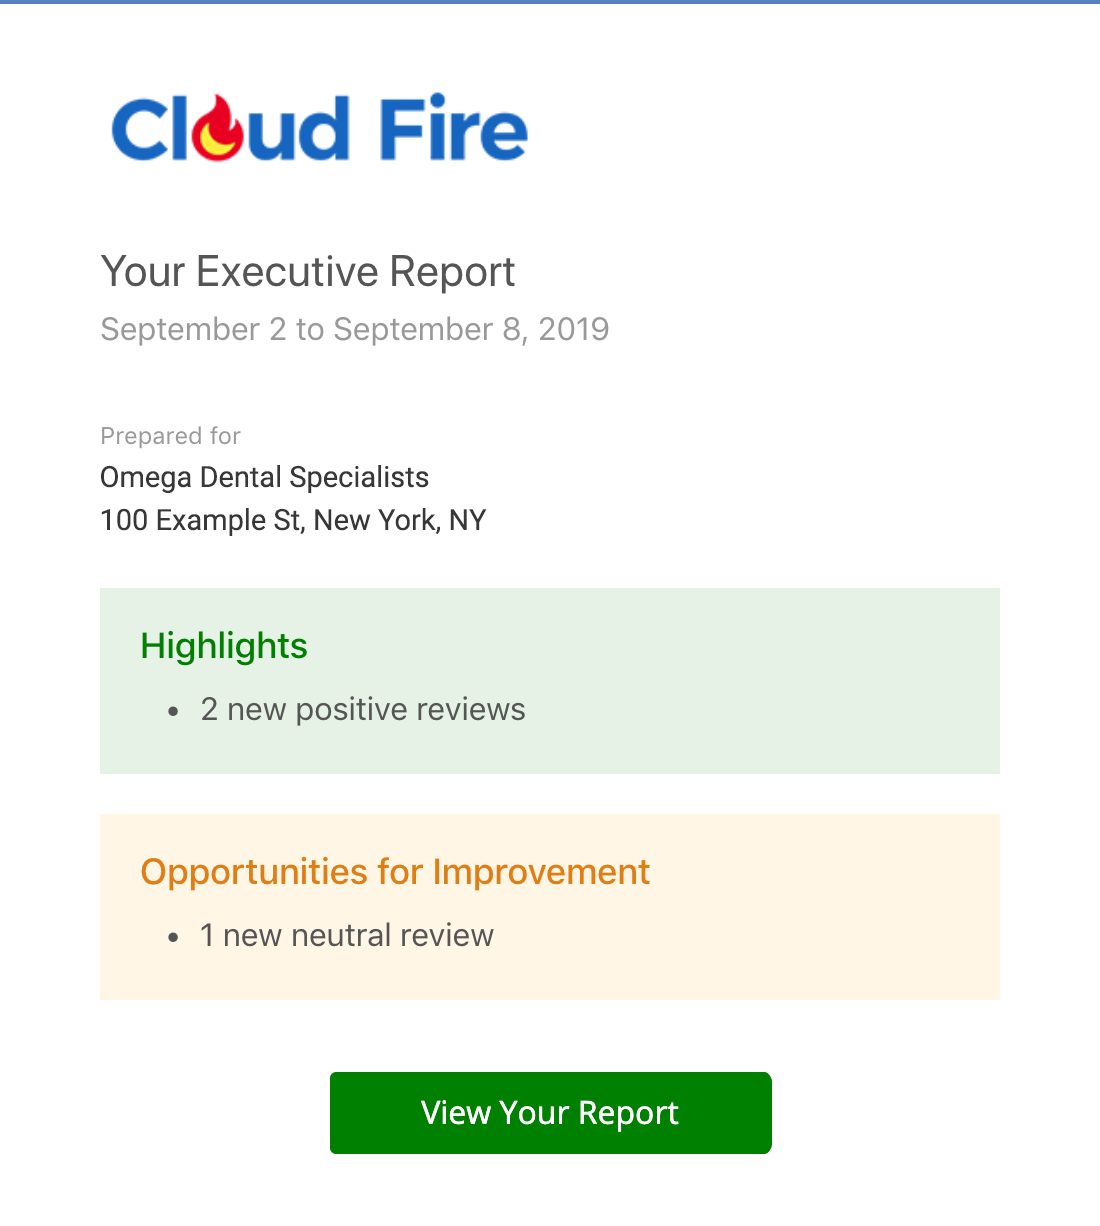 Cloud Fire
Your Executive Report
September 2 to September 8, 2019
Prepared for
Omega Dental Specialists
100 Example St, New York, NY
Highlights
• 2 new positive reviews
Opportunities for Improvement
• 1 new neutral review
View Your Report